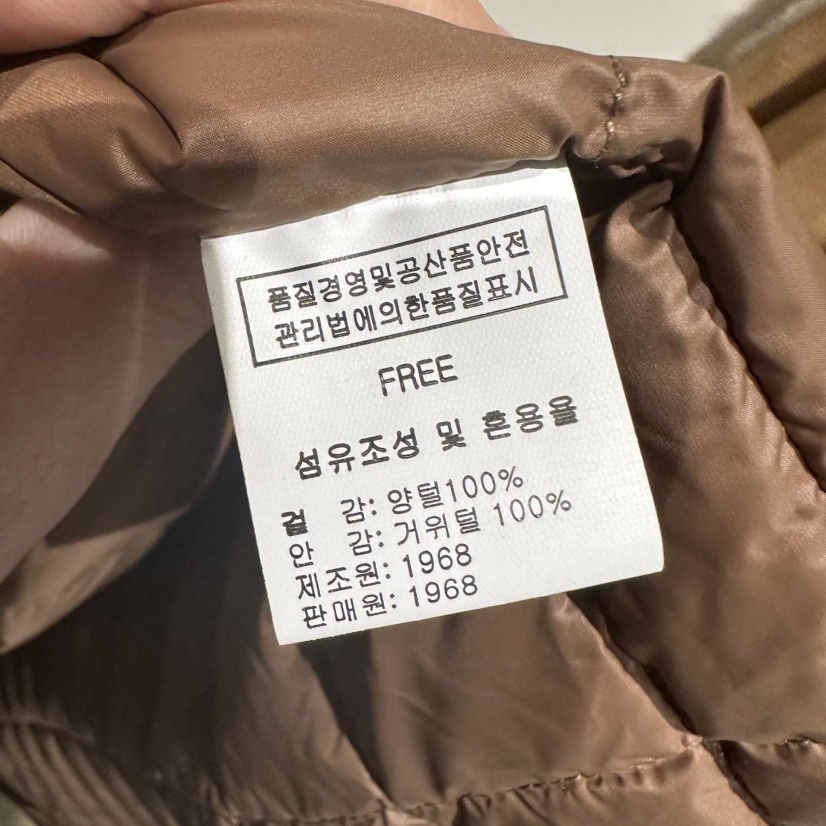 품질경영및공산품안전
관리법에의한품질표시
FREE
섬유조성 및 혼용율
겉 감: 양털100%
안 감: 거위털 100%
제조원: 1968
판매원: 1968